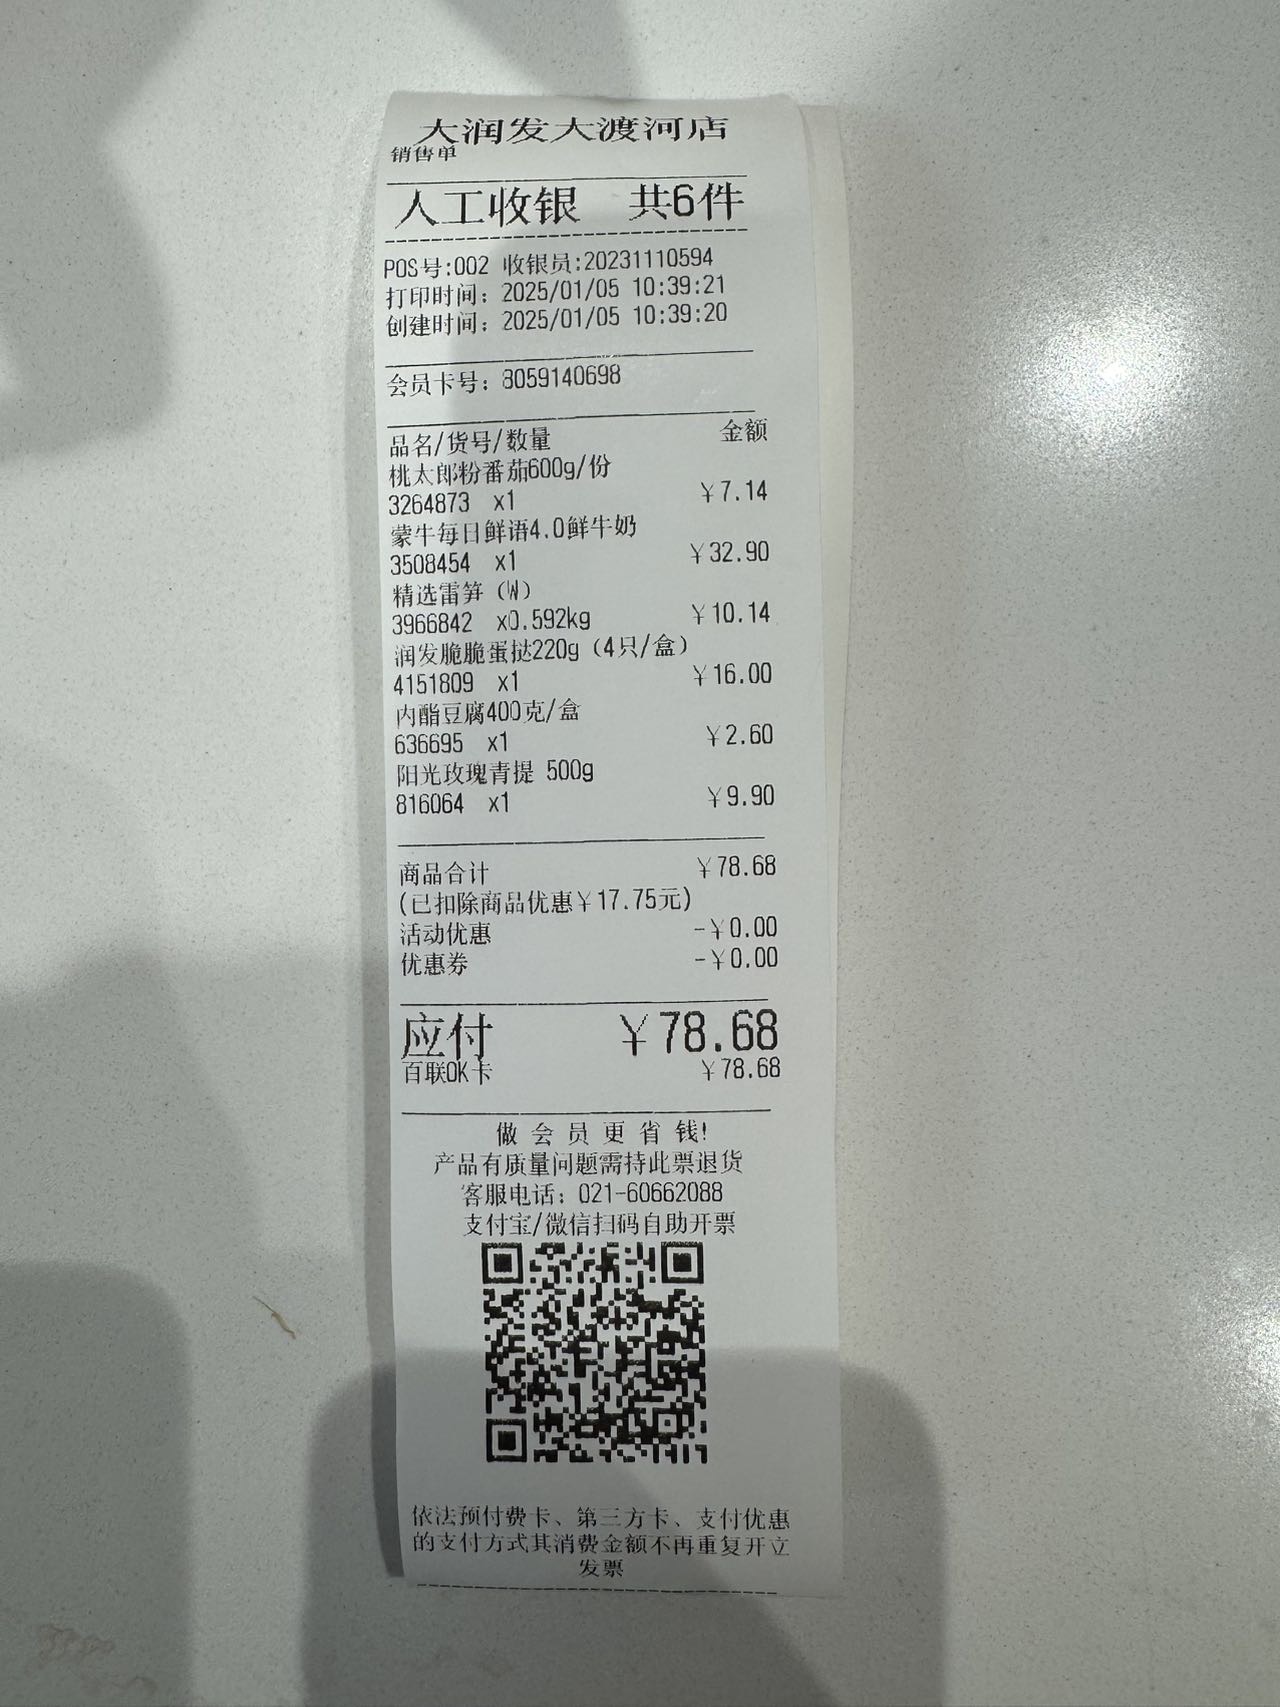 大润发大渡河店
销售单
人工收银 共6件
POS号:002 收银员:20231110594
打印时间：2025/01/05 10:39:21
创建时间：2025/01/05 10:39:20
会员卡号：8059140698
品名/货号/数量 金额
桃太郎粉番茄600g/份
3264873 x1 ￥7.14
蒙牛每日鲜语4.0鲜牛奶
3508454 x1 ￥32.90
精选雷笋（W）
3966842 x0.592kg ￥10.14
润发脆脆蛋挞220g（4只/盒）
4151809 x1 ￥16.00
内酯豆腐400克/盒
636695 x1 ￥2.60
阳光玫瑰青提 500g
816064 x1 ￥9.90
商品合计 ￥78.68
(已扣除商品优惠￥17.75元)
活动优惠 -￥0.00
优惠券 -￥0.00
应付 ￥78.68
百联OK卡 ￥78.68
做会员更省钱!
产品有质量问题需持此票退货
客服电话：021-60662088
支付宝/微信扫码自助开票
依法预付费卡、第三方卡、支付优惠
的支付方式其消费金额不再重复开立
发票